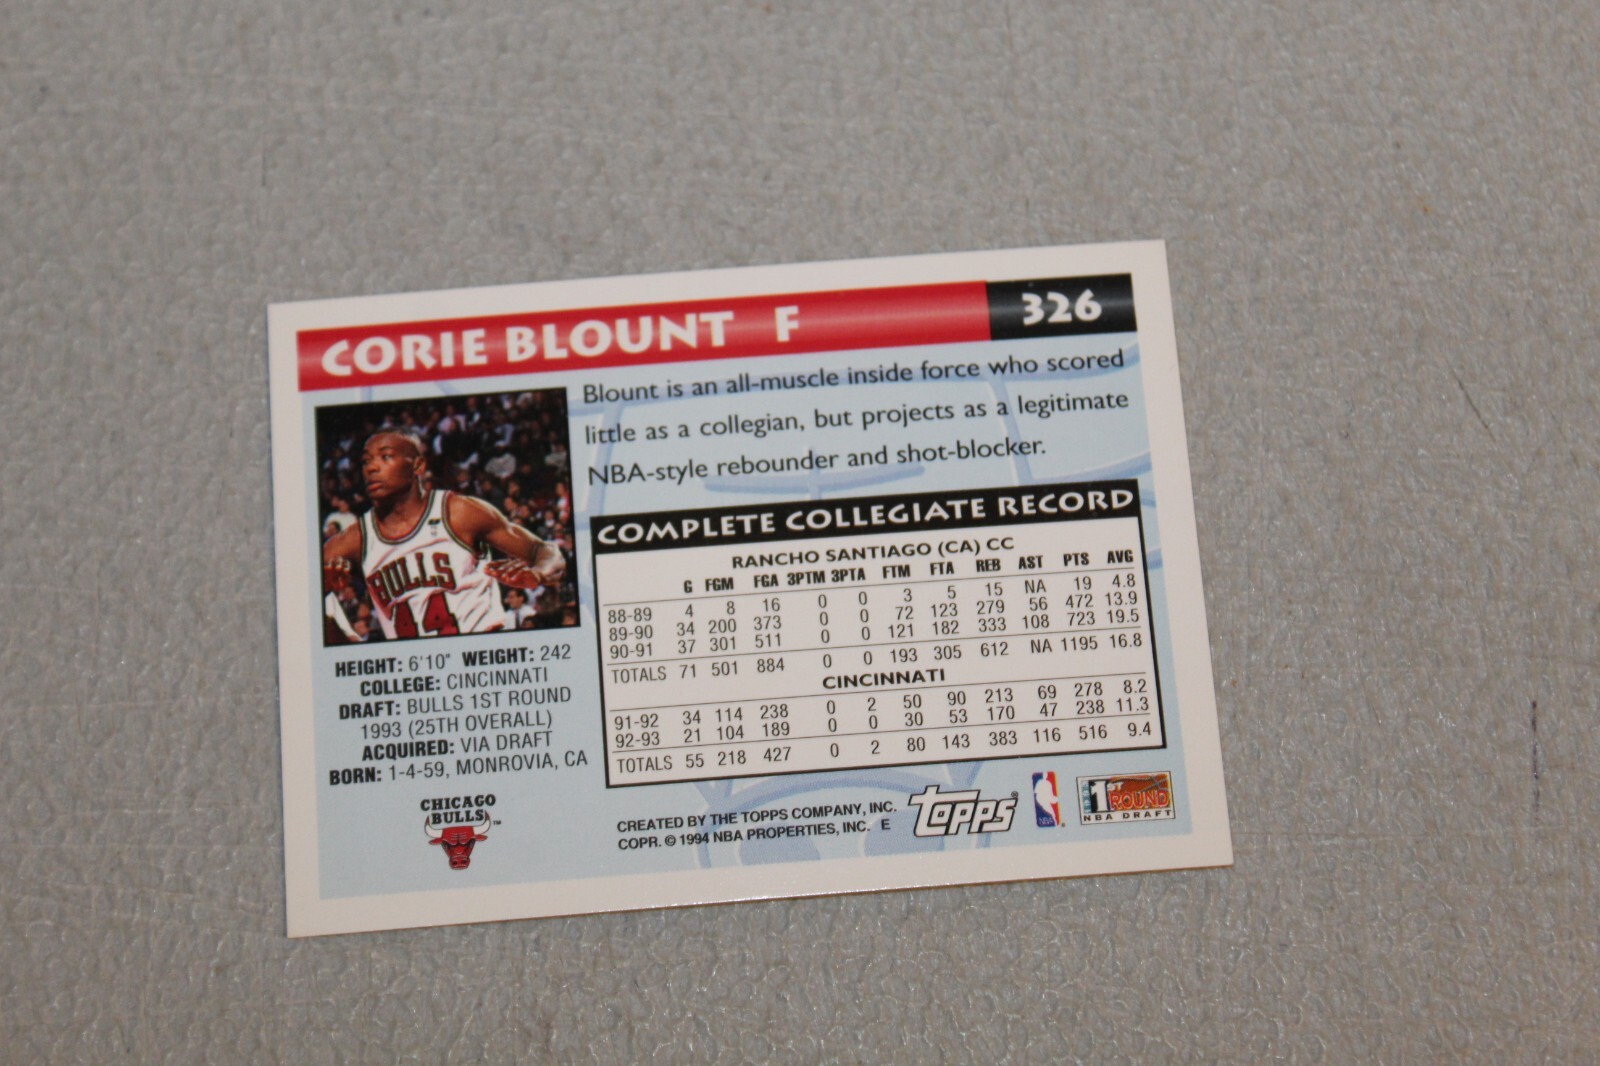 CORIE BLOUNT F
326
Blount is an all-muscle inside force who scored
little as a collegian, but projects as a legitimate
NBA-style rebounder and shot-blocker.
BULLS
44
HEIGHT: 6'10" WEIGHT: 242
COLLEGE: CINCINNATI
DRAFT: BULLS 1ST ROUND
1993 (25TH OVERALL)
ACQUIRED: VIA DRAFT
BORN: 1-4-59, MONROVIA, CA
CHICAGO
BULLS™
COMPLETE COLLEGIATE RECORD
RANCHO SANTIAGO (CA) CC
G FGM FGA 3PTM 3PTA FTM FTA REB AST PTS AVG
88-89 4 8 16 0 0 3 5 15 NA 19 4.8
89-90 34 200 373 0 0 72 123 279 56 472 13.9
90-91 37 301 511 0 0 121 182 333 108 723 19.5
TOTALS 71 501 884 0 0 193 305 612 NA 1195 16.8
CINCINNATI
91-92 34 114 238 0 2 50 90 213 69 278 8.2
92-93 21 104 189 0 0 30 53 170 47 238 11.3
TOTALS 55 218 427 0 2 80 143 383 116 516 9.4
CREATED BY THE TOPPS COMPANY, INC.
COPR. © 1994 NBA PROPERTIES, INC. E
TOPPS®
NBA®
1ST
ROUND
NBA DRAFT